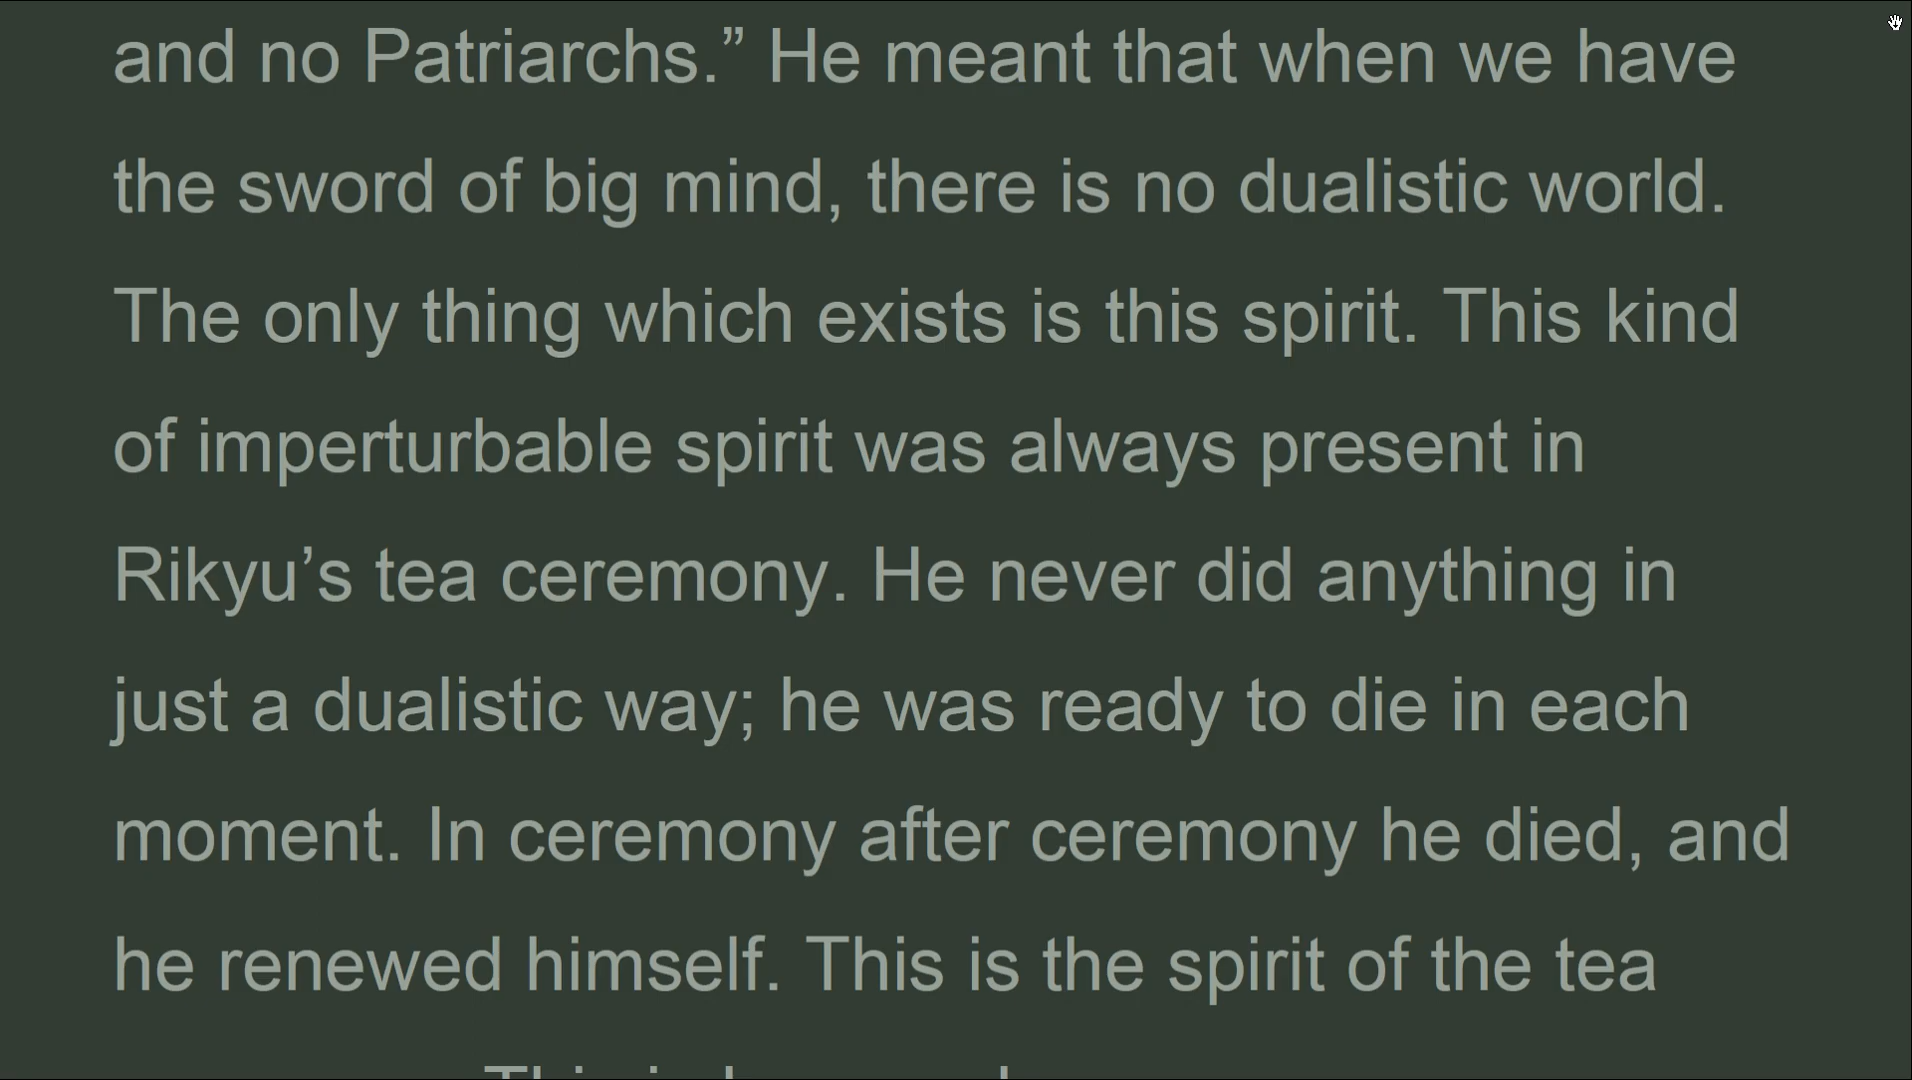 and no Patriarchs.” He meant that when we have
the sword of big mind, there is no dualistic world.
The only thing which exists is this spirit. This kind
of imperturbable spirit was always present in
Rikyu’s tea ceremony. He never did anything in
just a dualistic way; he was ready to die in each
moment. In ceremony after ceremony he died, and
he renewed himself. This is the spirit of the tea